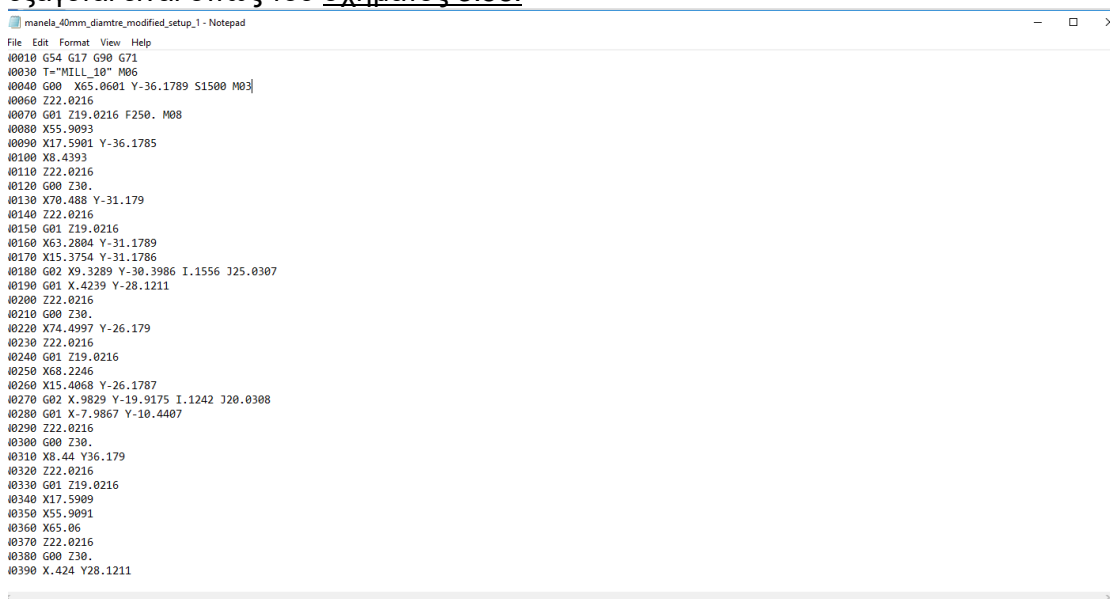 manela_40mm_diamtre_modified_setup_1 - Notepad
File Edit Format View Help
N0010 G54 G17 G90 G71
N0030 T="MILL_10" M06
N0040 G00  X65.0601 Y-36.1789 S1500 M03
N0060 Z22.0216
N0070 G01 Z19.0216 F250. M08
N0080 X55.9093
N0090 X17.5901 Y-36.1785
N0100 X8.4393
N0110 Z22.0216
N0120 G00 Z30.
N0130 X70.488 Y-31.179
N0140 Z22.0216
N0150 G01 Z19.0216
N0160 X63.2804 Y-31.1789
N0170 X15.3754 Y-31.1786
N0180 G02 X9.3289 Y-30.3986 I.1556 J25.0307
N0190 G01 X.4239 Y-28.1211
N0200 Z22.0216
N0210 G00 Z30.
N0220 X74.4997 Y-26.179
N0230 Z22.0216
N0240 G01 Z19.0216
N0250 X68.2246
N0260 X15.4068 Y-26.1787
N0270 G02 X.9829 Y-19.9175 I.1242 J20.0308
N0280 G01 X-7.9867 Y-10.4407
N0290 Z22.0216
N0300 G00 Z30.
N0310 X8.44 Y36.179
N0320 Z22.0216
N0330 G01 Z19.0216
N0340 X17.5909
N0350 X55.9091
N0360 X65.06
N0370 Z22.0216
N0380 G00 Z30.
N0390 X.424 Y28.1211